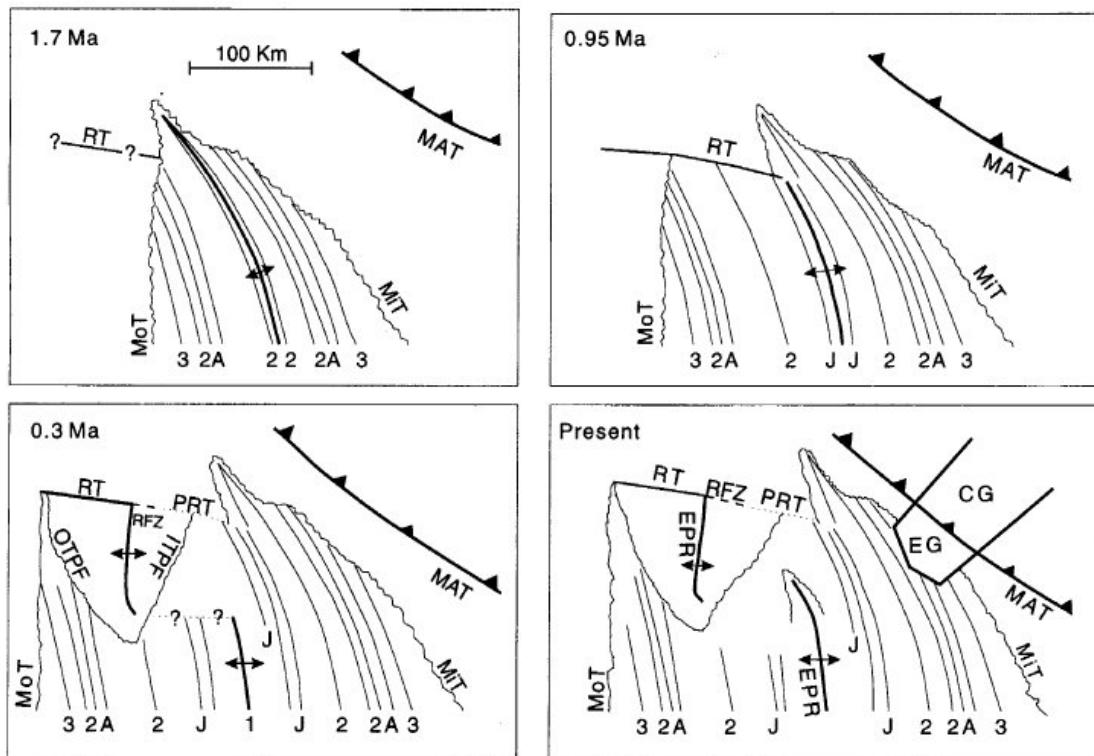 1.7 Ma
100 Km
? RT ?
MAT
MoT
MiT
3 2A 2 2 2A 3
0.95 Ma
RT
MAT
MoT
MiT
3 2A 2 J J 2 2A 3
0.3 Ma
RT
PRT
RFZ
OTPF
ITPF
MAT
? ?
J
MoT
MiT
3 2A 2 J 1 J 2 2A 3
Present
RT
RFZ
PRT
CG
EPR
EG
MAT
J
EPR
MoT
MiT
3 2A 2 J J 2 2A 3